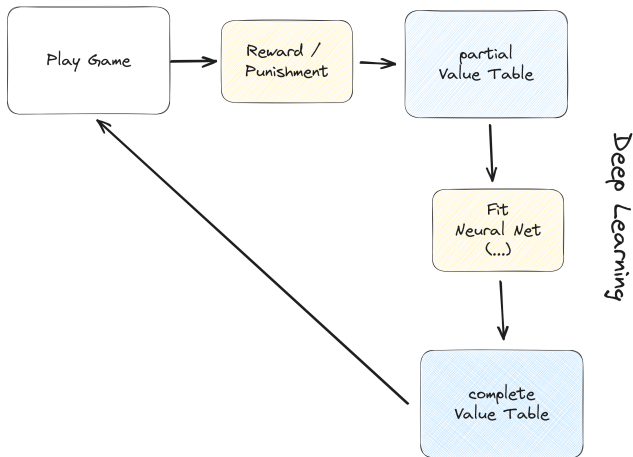 Play Game
Reward /
Punishment
partial
Value Table
Fit
Neural Net
(...)
Deep Learning
complete
Value Table